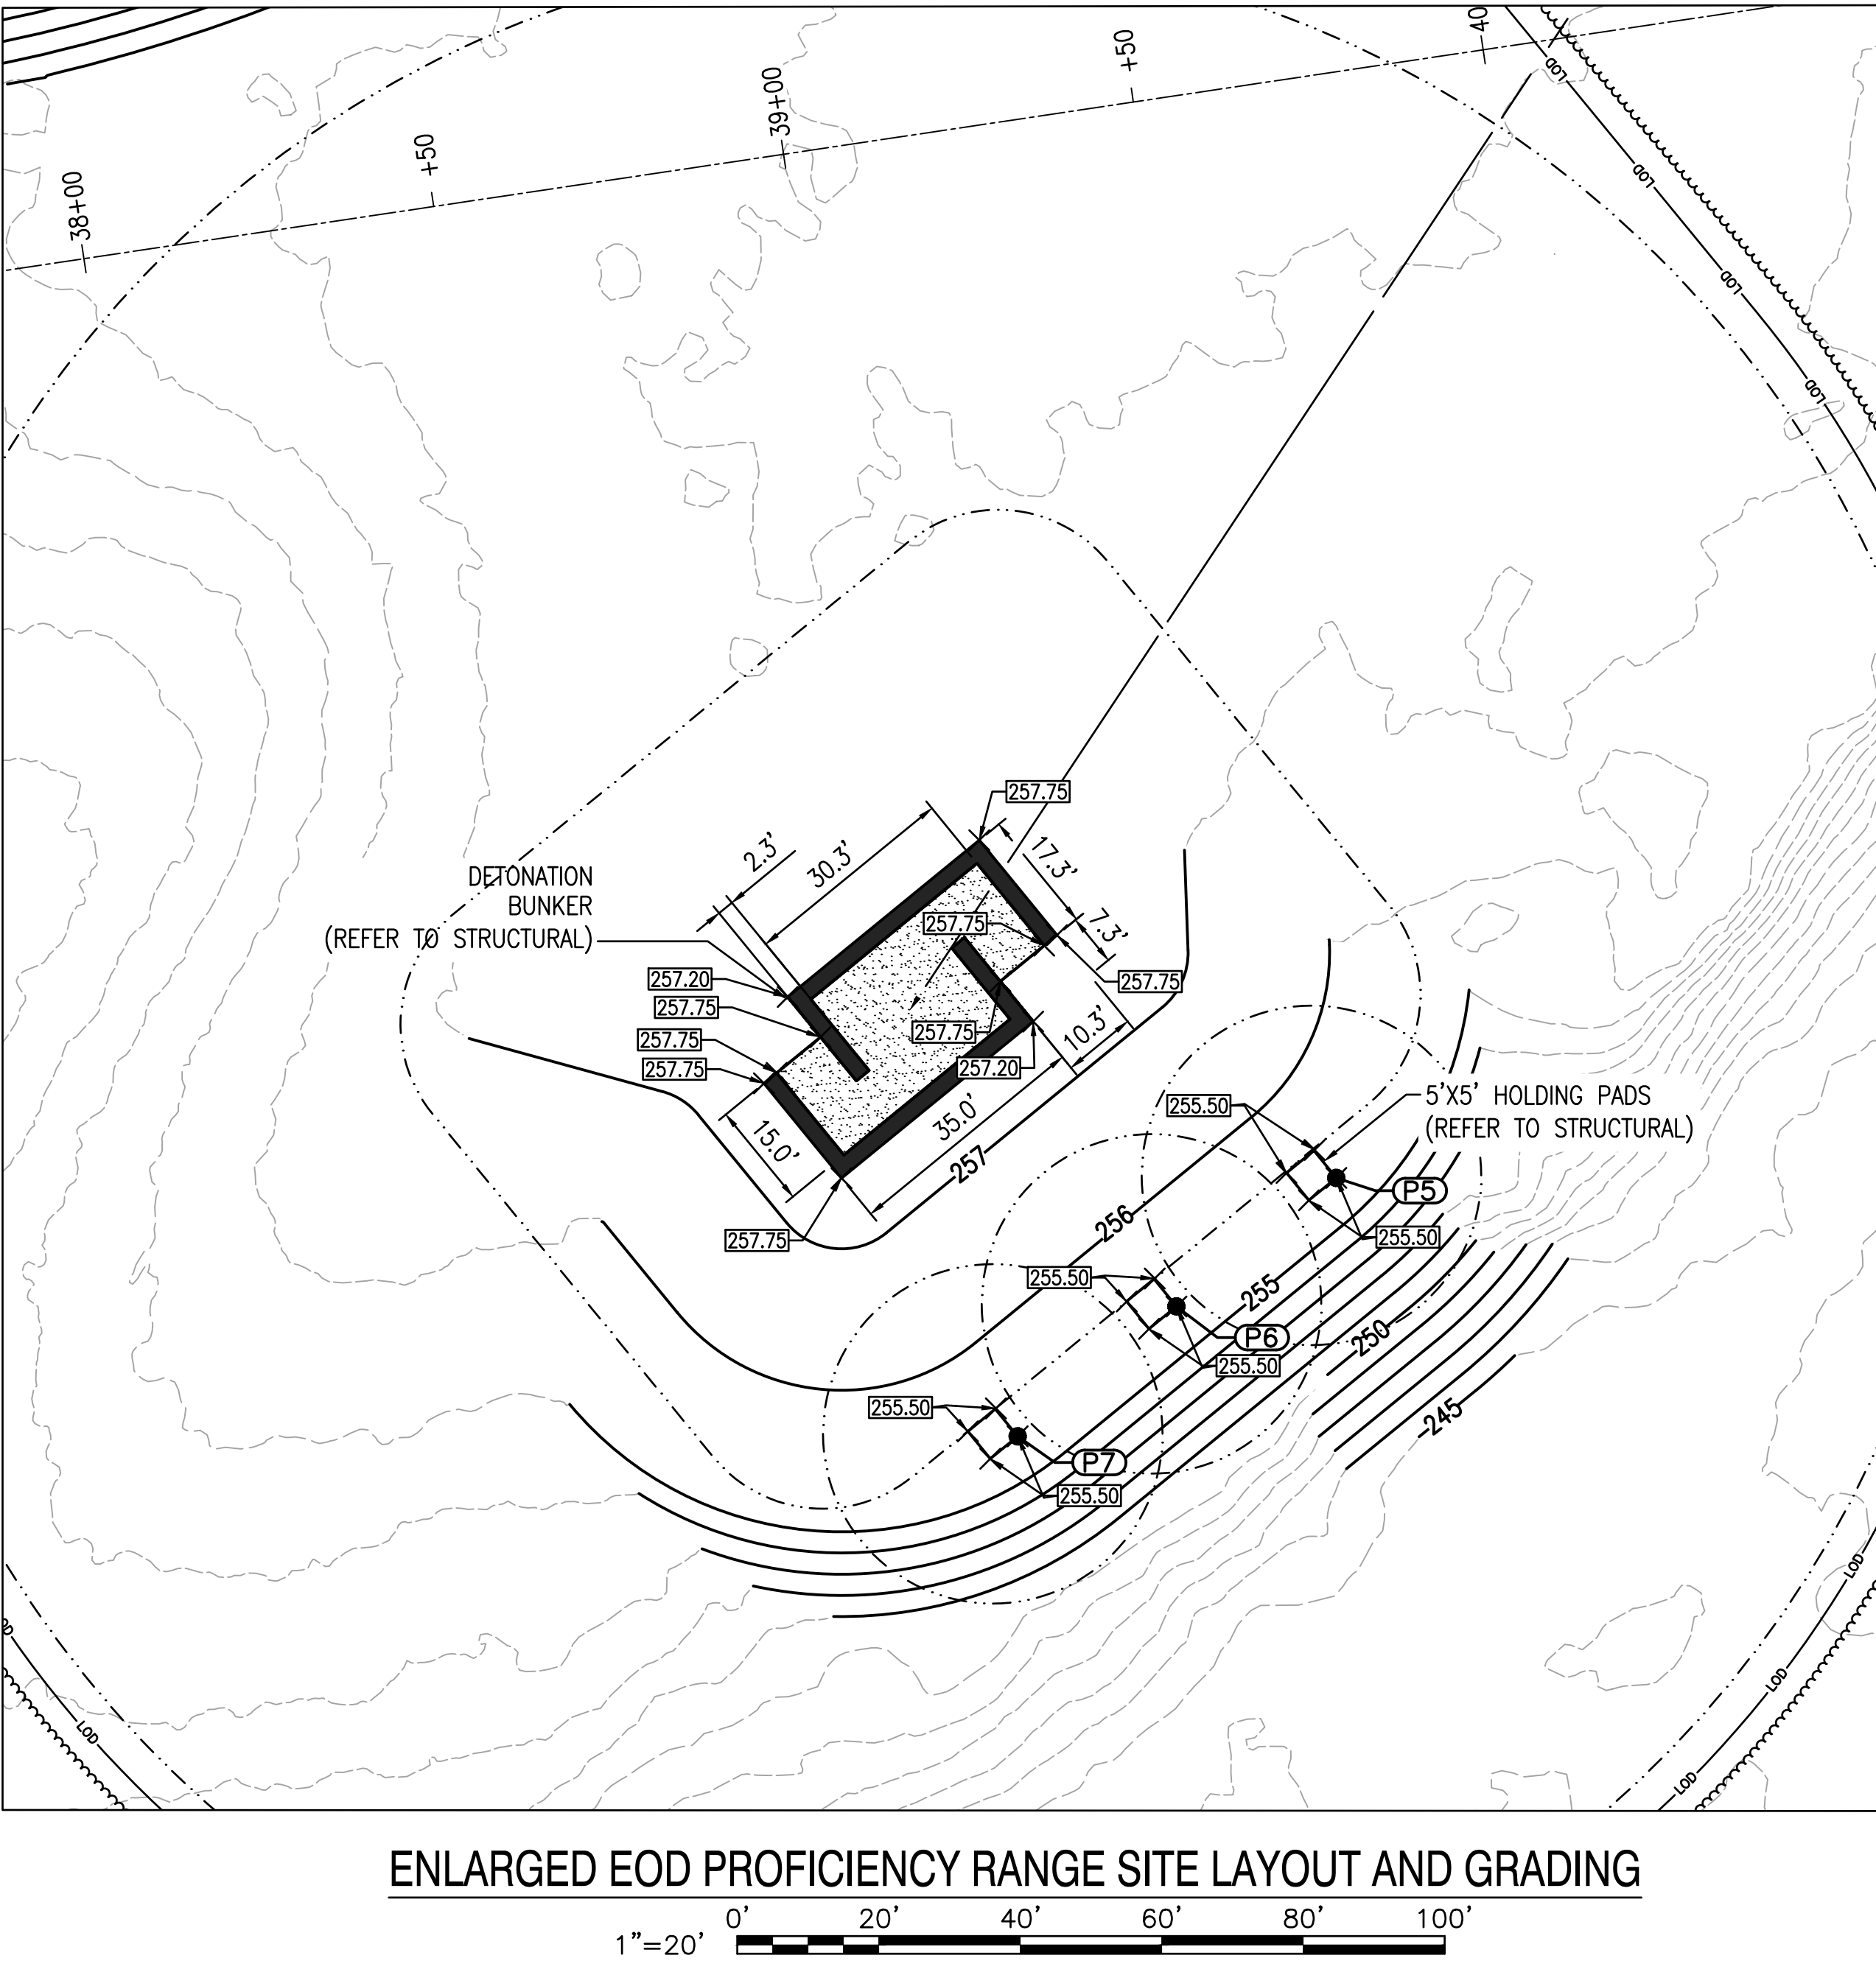 38+00
+50
39+00
+50
40
LOD
LOD
LOD
LOD
257.75
2.3'
30.3'
17.3'
DETONATION
BUNKER
(REFER TO STRUCTURAL)
257.75
7.3'
257.20
257.75
257.75
257.75
257.75
257.75
10.3'
257.20
35.0'
15.0'
257
257.75
255.50
5'X5' HOLDING PADS
(REFER TO STRUCTURAL)
P5
255.50
256
255.50
255
P6
250
255.50
255.50
245
P7
255.50
LOD
LOD
LOD
LOD
ENLARGED EOD PROFICIENCY RANGE SITE LAYOUT AND GRADING
1"=20'
0' 20' 40' 60' 80' 100'